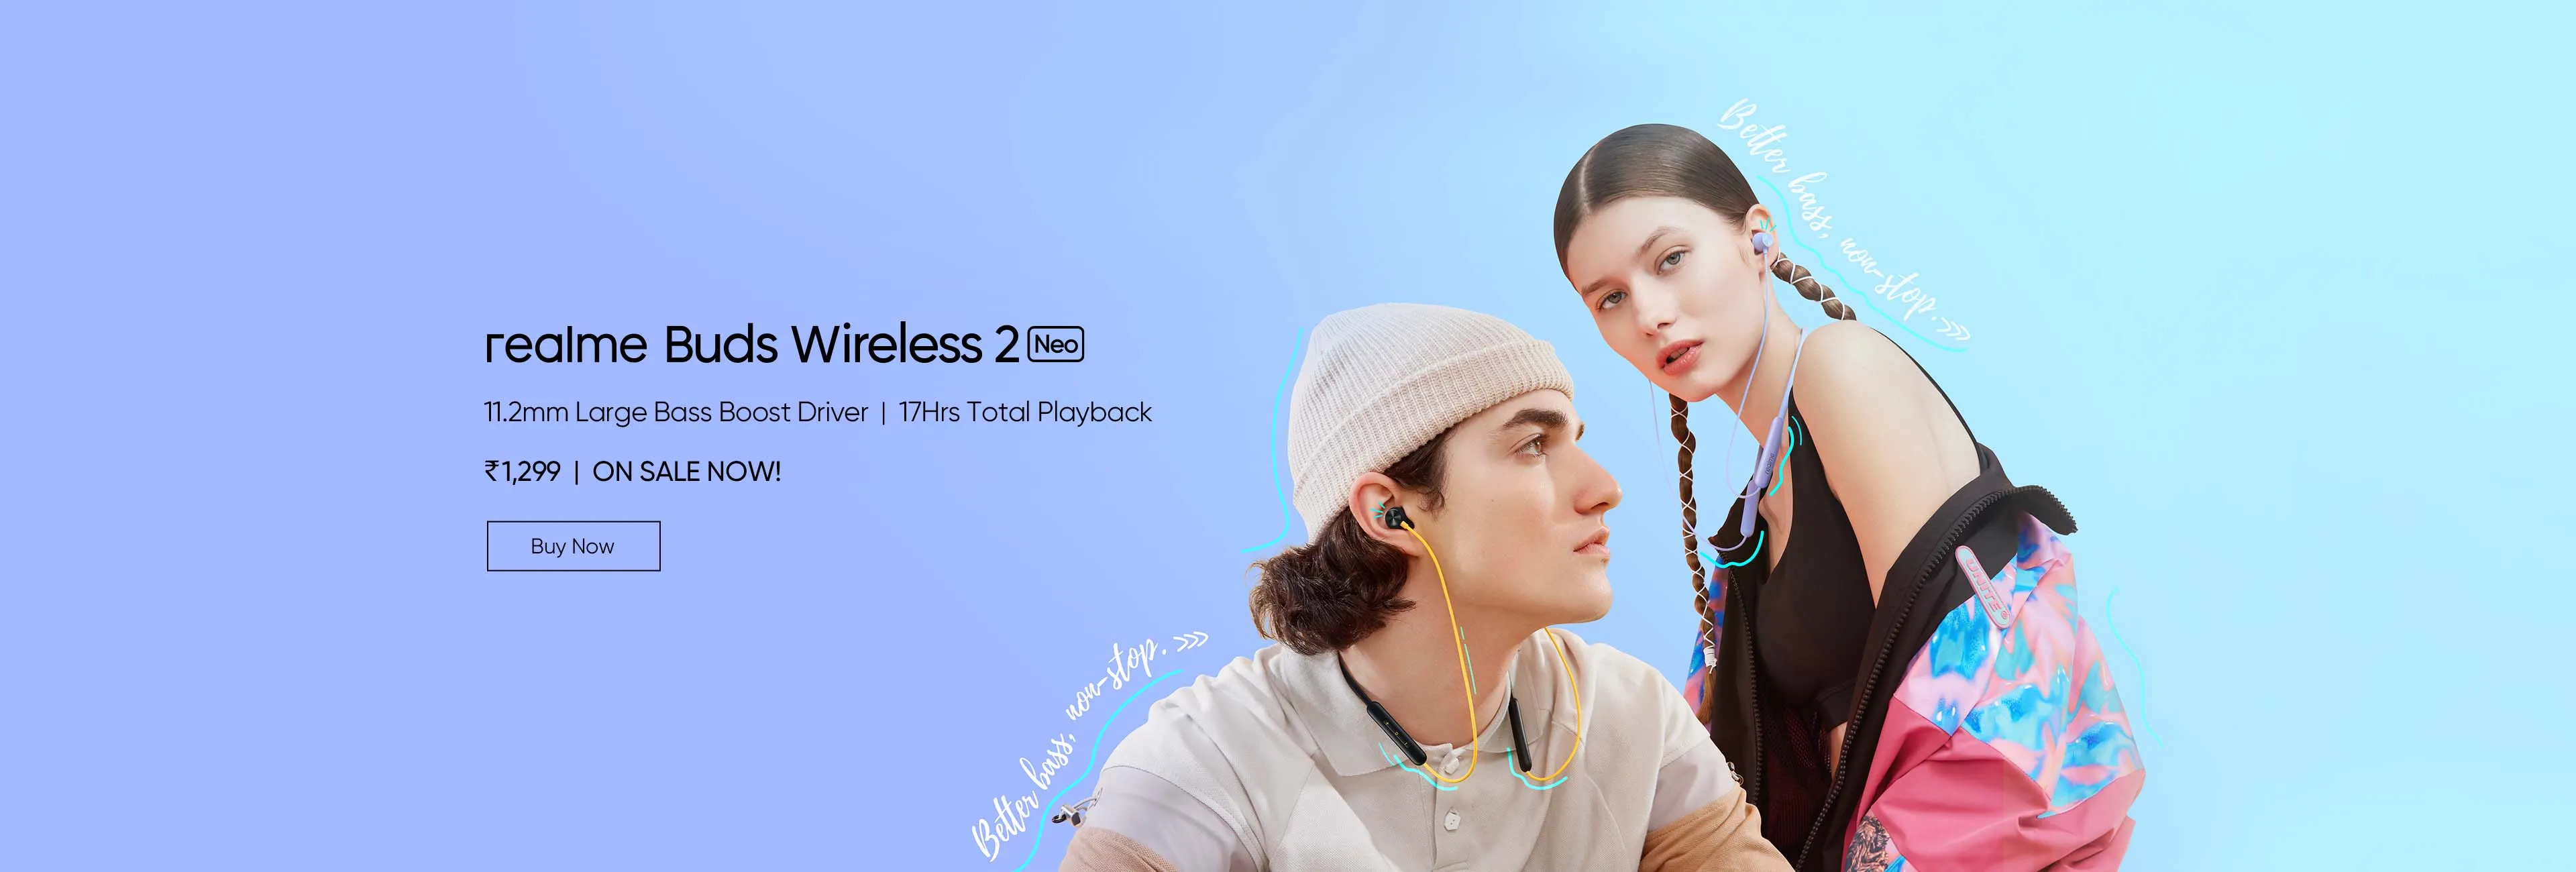 realme Buds Wireless 2 Neo
11.2mm Large Bass Boost Driver | 17Hrs Total Playback
₹1,299 | ON SALE NOW!
Buy Now
Better bass, non-stop. >>>
Better bass, non-stop. >>>
realme
UNITE